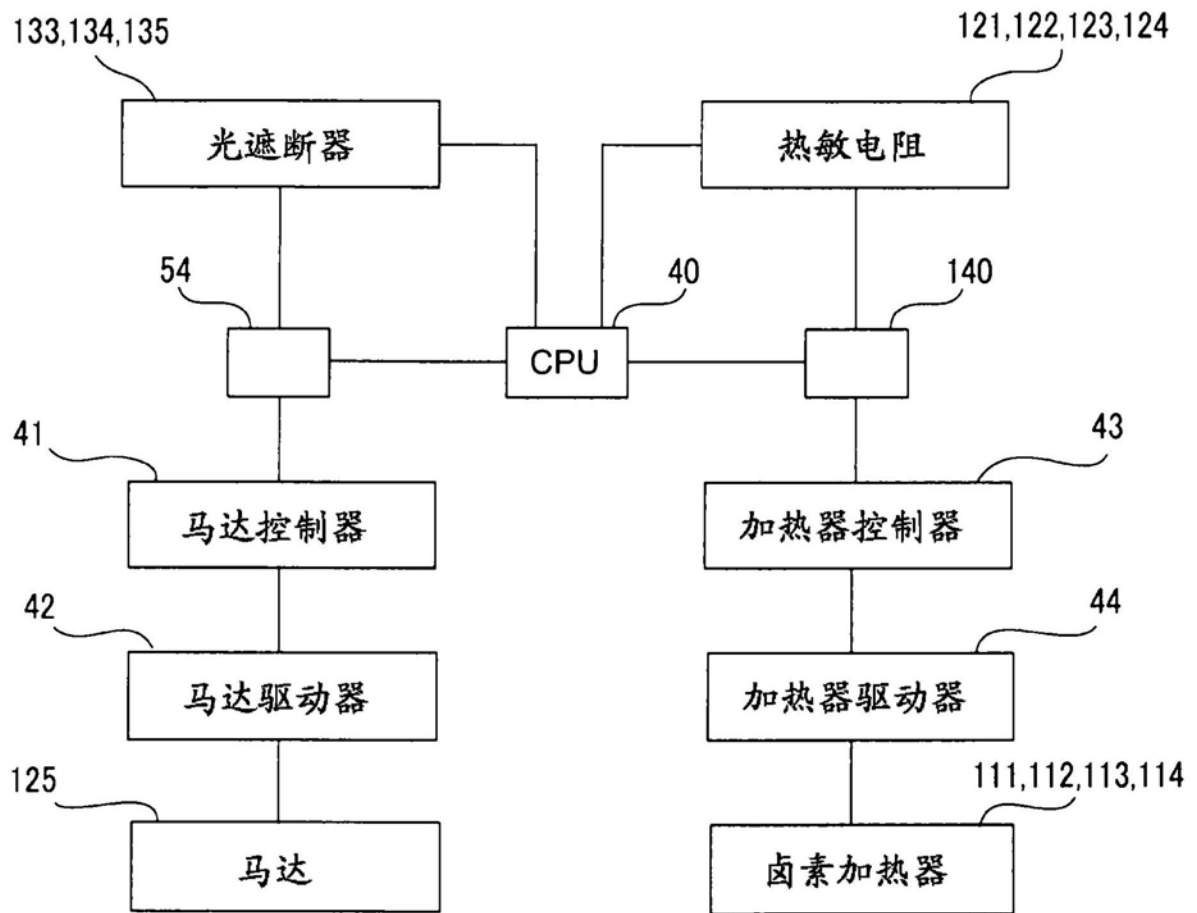 133,134,135
121,122,123,124
光遮断器
热敏电阻
54
40
140
CPU
41
43
马达控制器
加热器控制器
42
44
马达驱动器
加热器驱动器
125
111,112,113,114
马达
卤素加热器